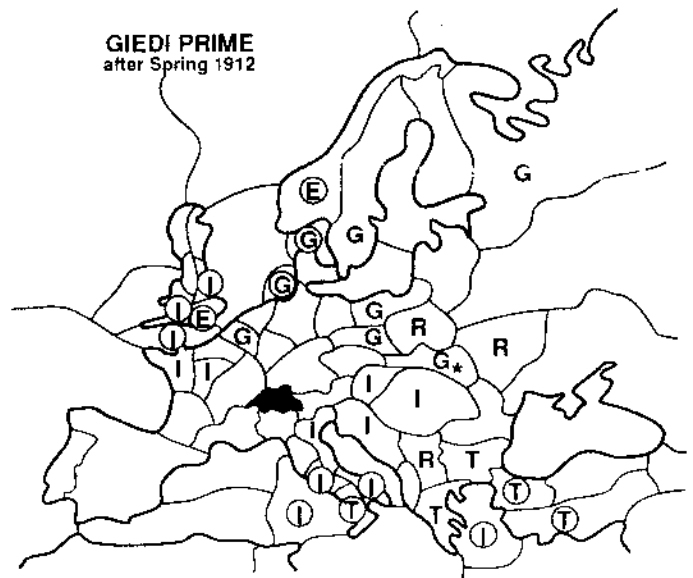 GIEDI PRIME
after Spring 1912
G
E
G G
I G
I E G
R
I G G
R
G*
I I I
I
I I
R T
I I T
I T T T
I